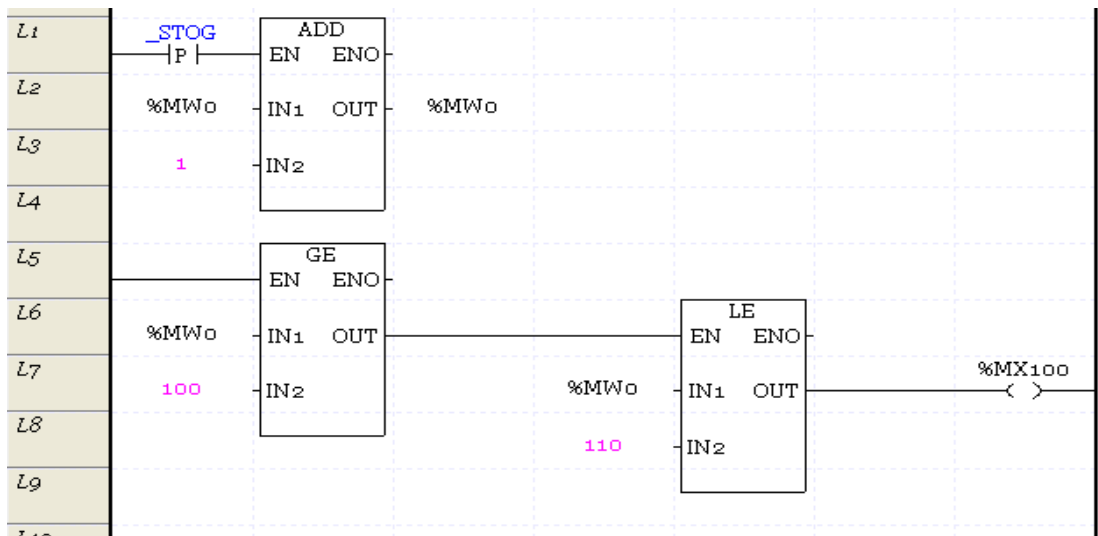 L1 _STOG ADD
P EN ENO
L2 %MW0 IN1 OUT %MW0
L3 1 IN2
L4
L5 GE
EN ENO
L6 %MW0 IN1 OUT LE
EN ENO
L7 100 IN2 %MW0 IN1 OUT %MX100
L8 110 IN2
L9